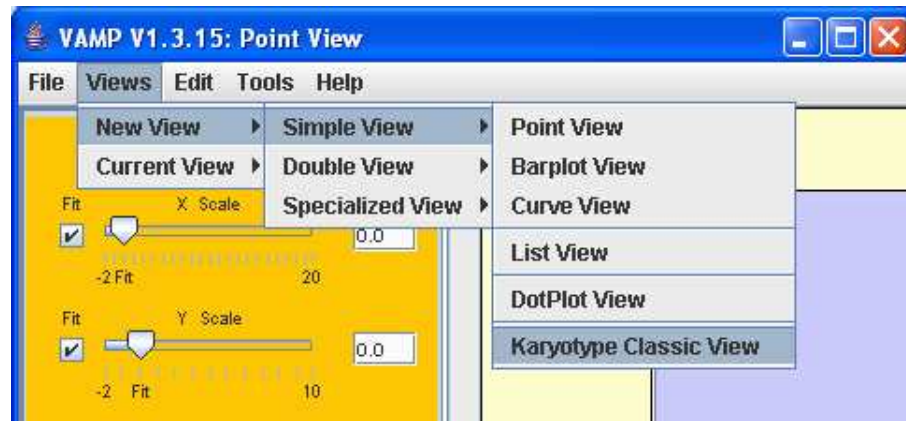 VAMP V1.3.15: Point View
File Views Edit Tools Help
New View
Current View
Simple View
Double View
Specialized View
Point View
Barplot View
Curve View
List View
DotPlot View
Karyotype Classic View
Fit X Scale
0.0
-2 Fit 20
Fit Y Scale
0.0
-2 Fit 10